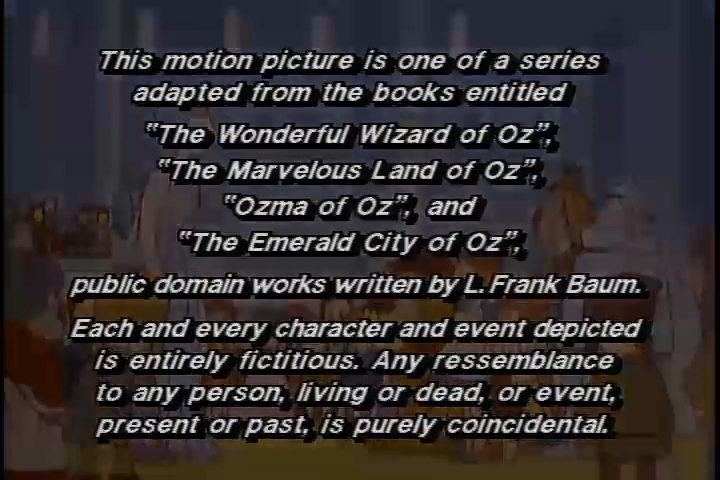 This motion picture is one of a series
adapted from the books entitled
"The Wonderful Wizard of Oz",
"The Marvelous Land of Oz",
"Ozma of Oz", and
"The Emerald City of Oz",
public domain works written by L. Frank Baum.
Each and every character and event depicted
is entirely fictitious. Any ressemblance
to any person, living or dead, or event,
present or past, is purely coincidental.